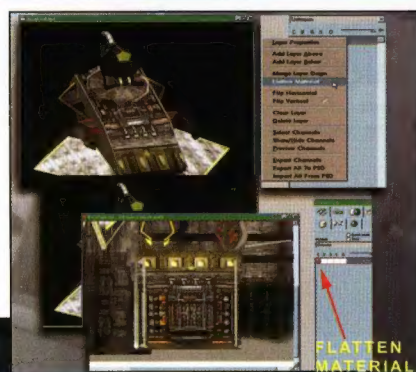 Layer Properties
Add Layer Above
Add Layer Below
Merge Layer Down
Flatten Material
Flip Horizontal
Flip Vertical
Clear Layer
Delete Layer
Select Channels
Show/Hide Channels
Preview Channels
Export Channels
Export All To PSD
Import All From PSD
FLATTEN
MATERIAL